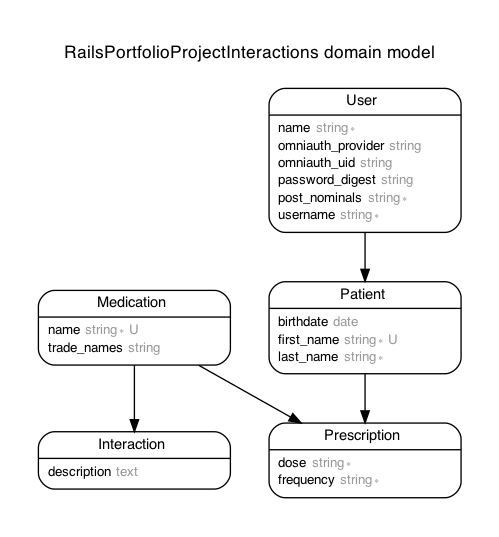 RailsPortfolioProjectInteractions domain model
User
name string *
omniauth_provider string
omniauth_uid string
password_digest string
post_nominals string *
username string *
Medication
name string * U
trade_names string
Patient
birthdate date
first_name string * U
last_name string *
Interaction
description text
Prescription
dose string *
frequency string *